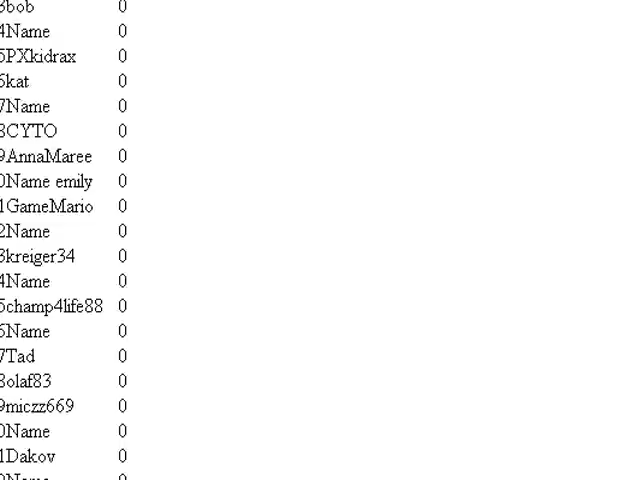 3bob 0
4Name 0
5PXkidrax 0
6kat 0
7Name 0
8CYTO 0
9AnnaMaree 0
0Name emily 0
1GameMario 0
2Name 0
3kreiger34 0
4Name 0
5champ4life88 0
6Name 0
7Tad 0
8olaf83 0
9miczz669 0
0Name 0
1Dakov 0
2Name 0